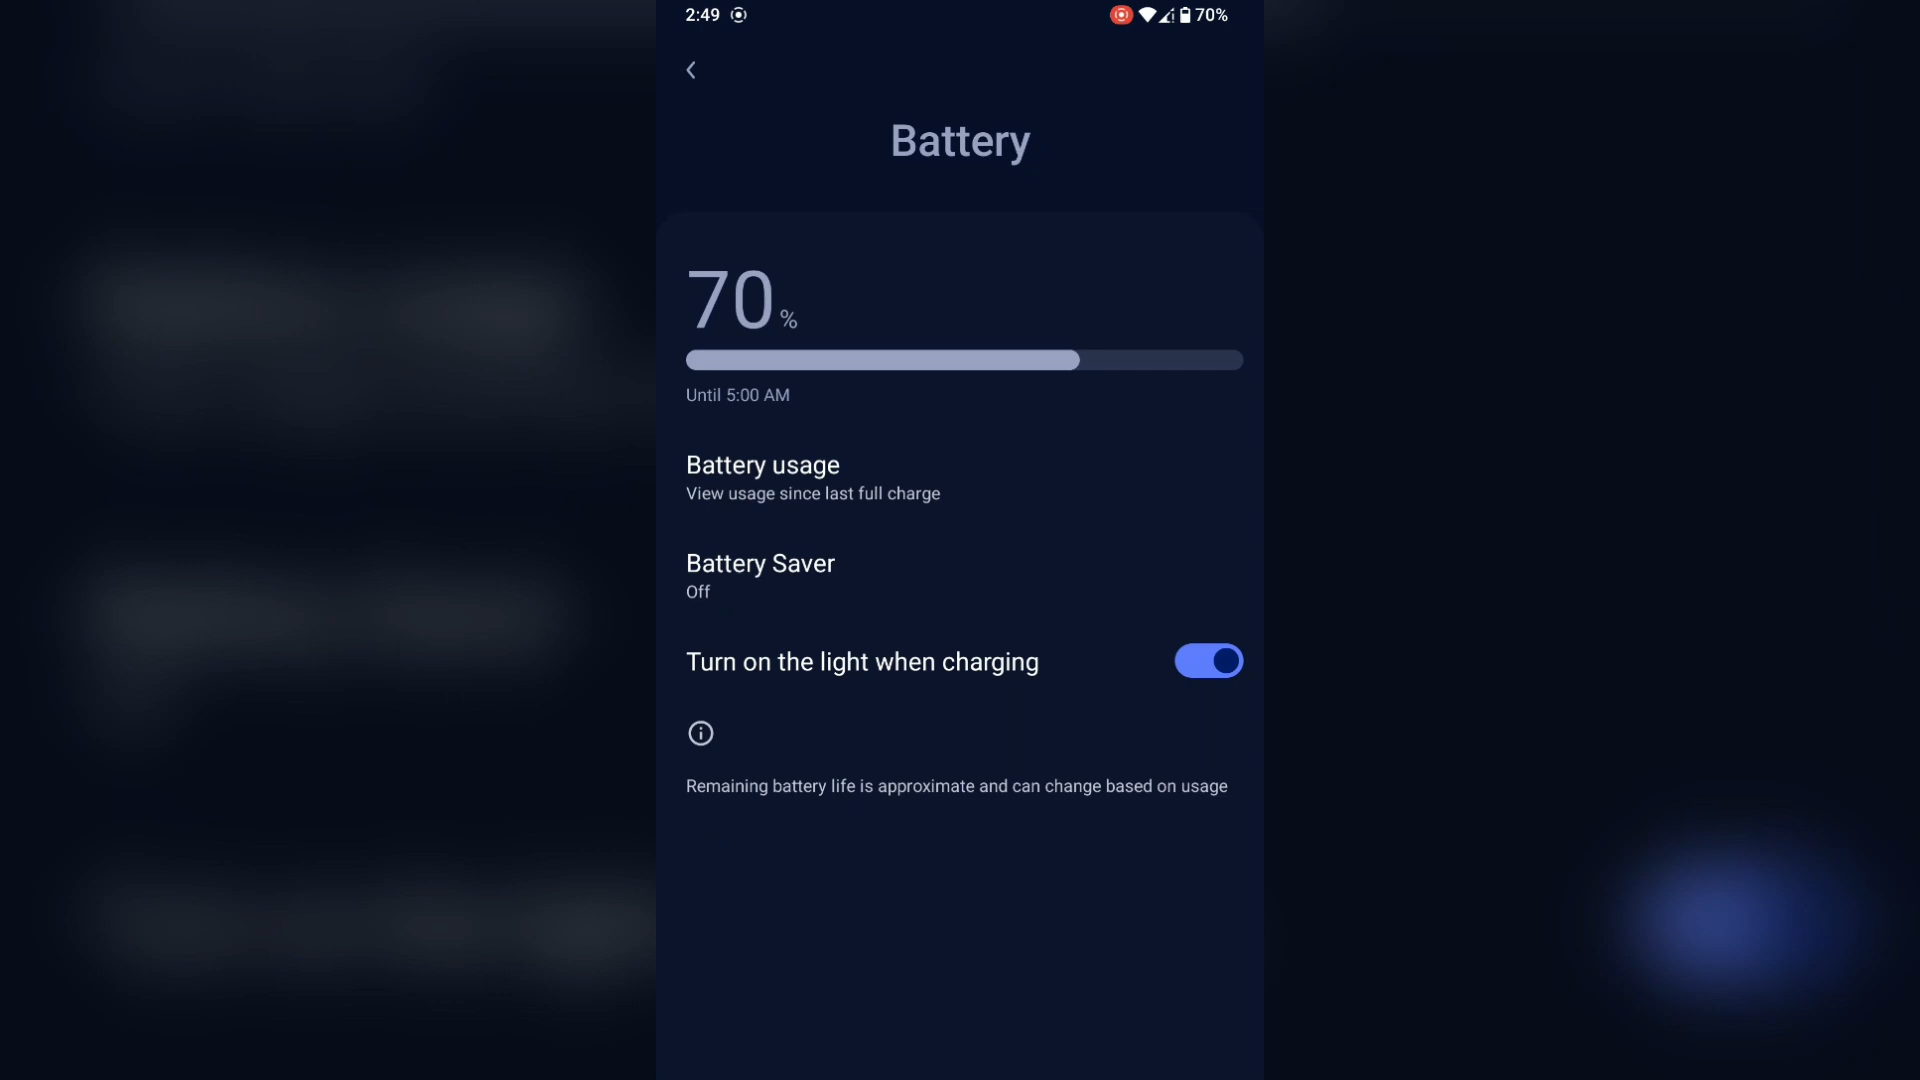 2:49 70%
Battery
70%
Until 5:00 AM
Battery usage
View usage since last full charge
Battery Saver
Off
Turn on the light when charging
Remaining battery life is approximate and can change based on usage